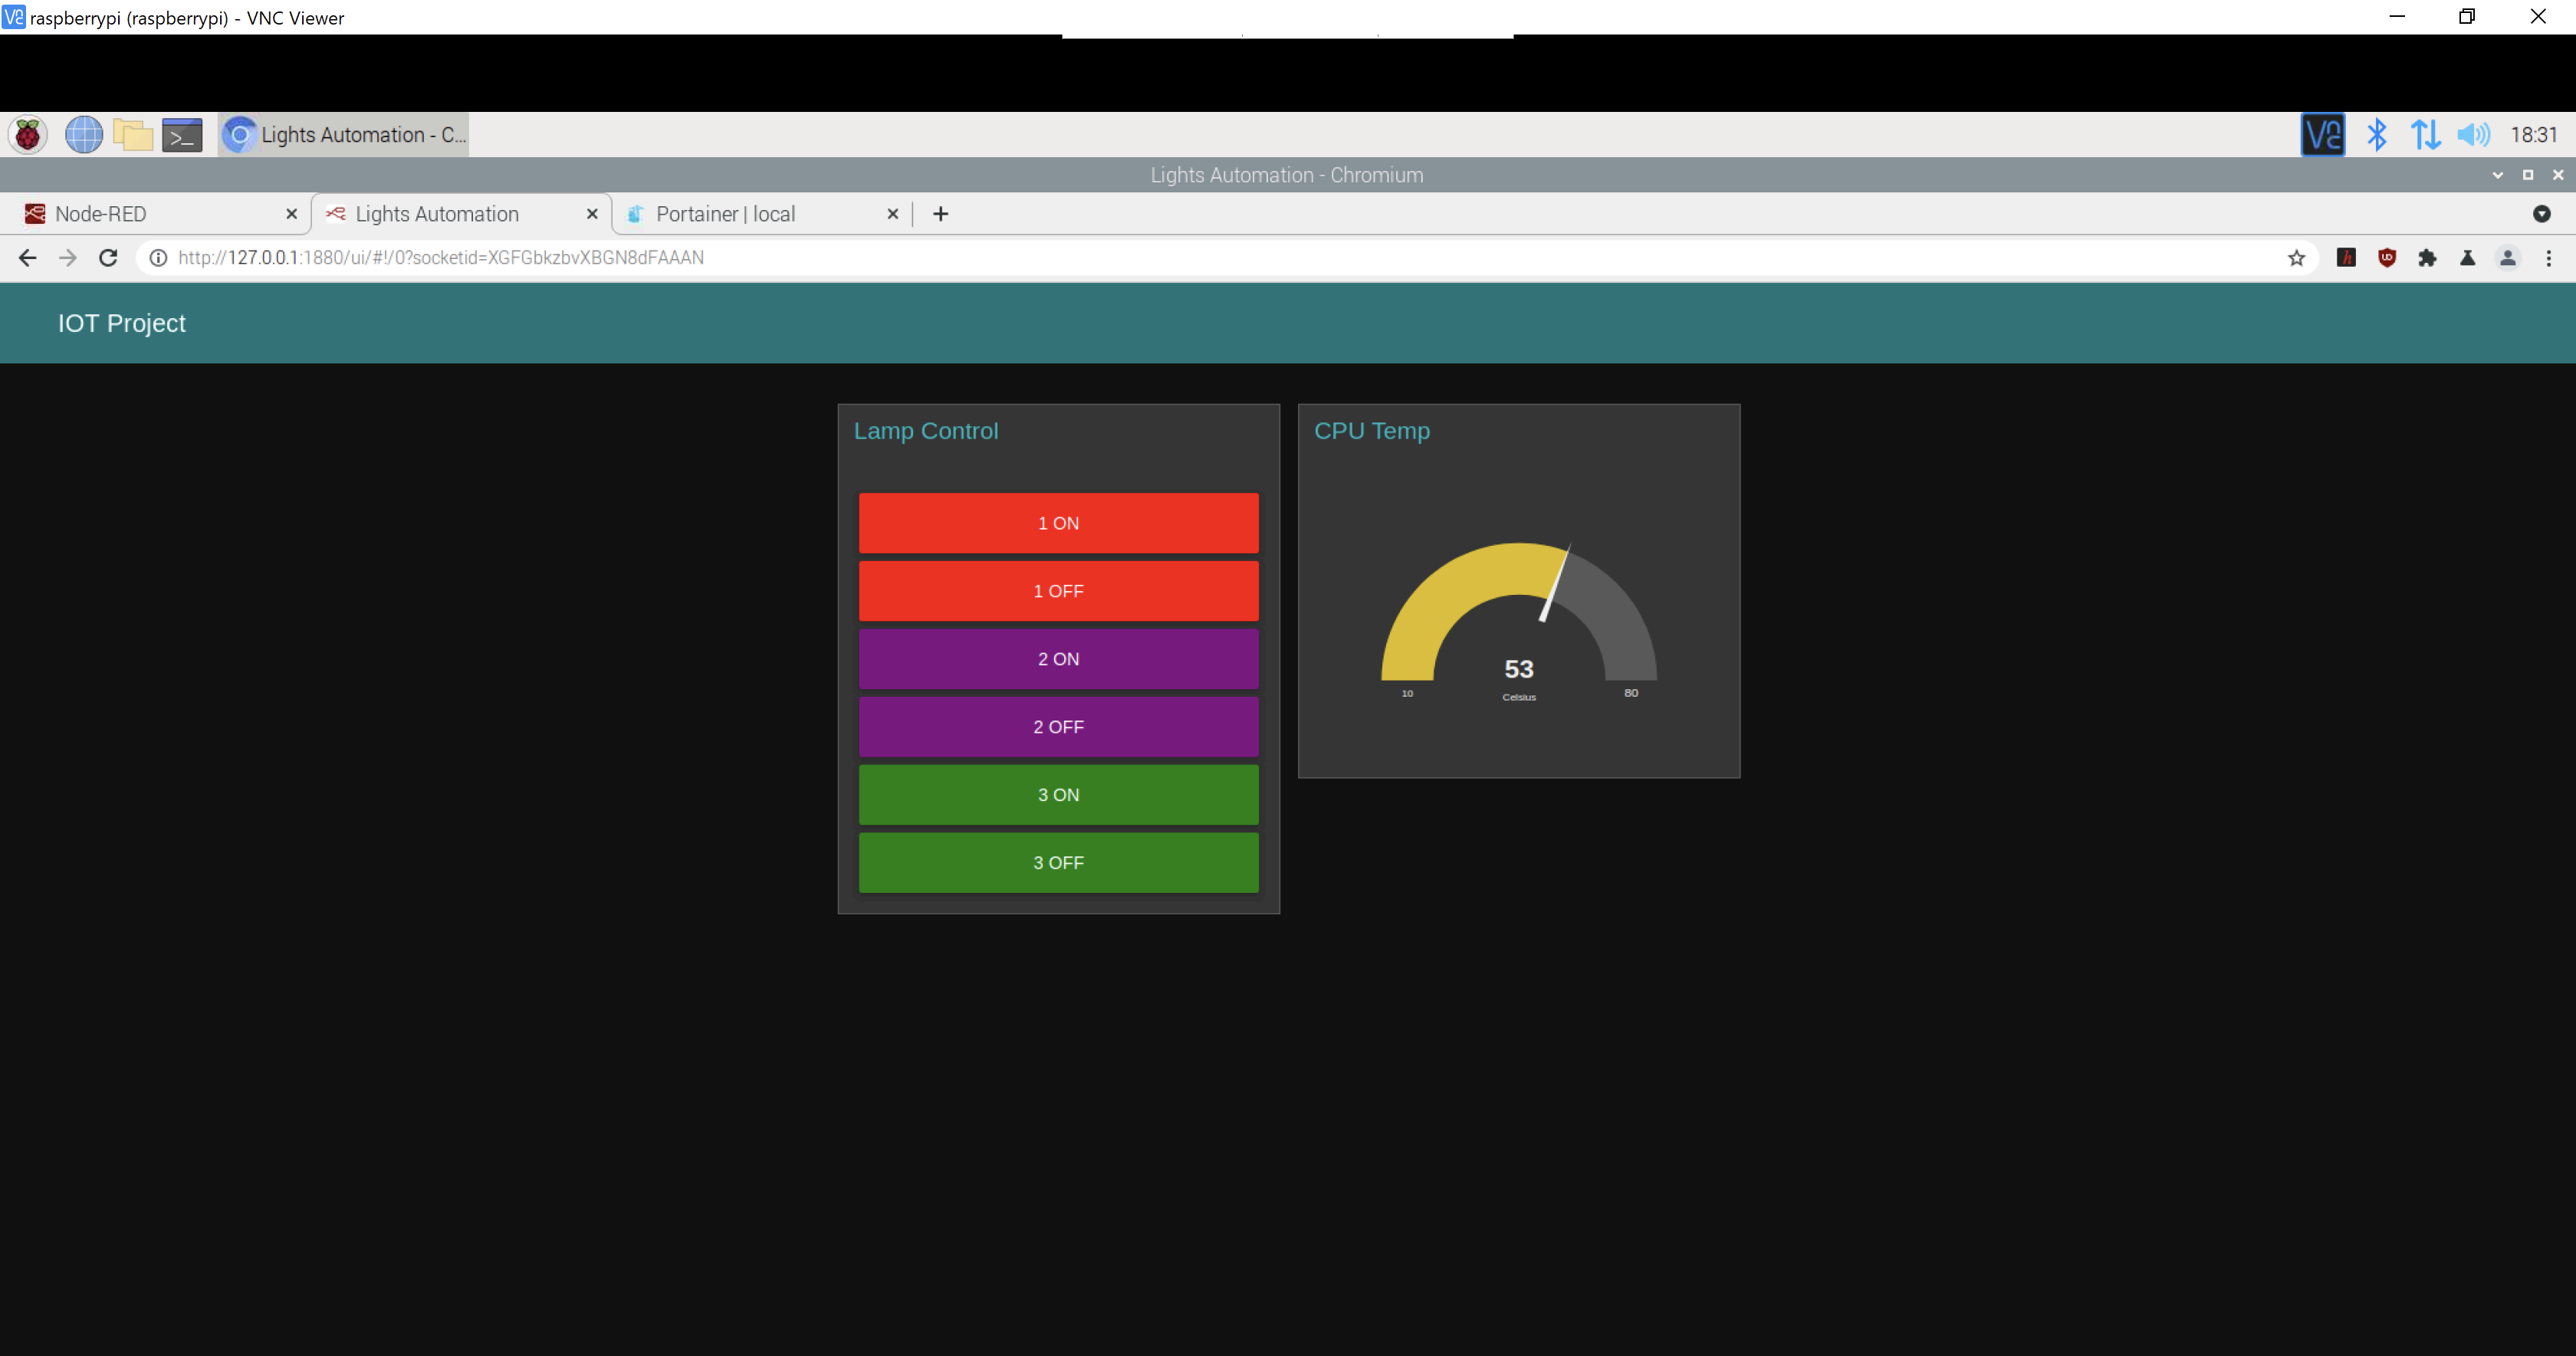 raspberrypi (raspberrypi) - VNC Viewer
Lights Automation - C...
18:31
Lights Automation - Chromium
Node-RED
Lights Automation
Portainer | local
http://127.0.0.1:1880/ui/#!/0?socketid=XGFGbkzbvXBGN8dFAAAN
IOT Project
Lamp Control
1 ON
1 OFF
2 ON
2 OFF
3 ON
3 OFF
CPU Temp
53
10
Celsius
80